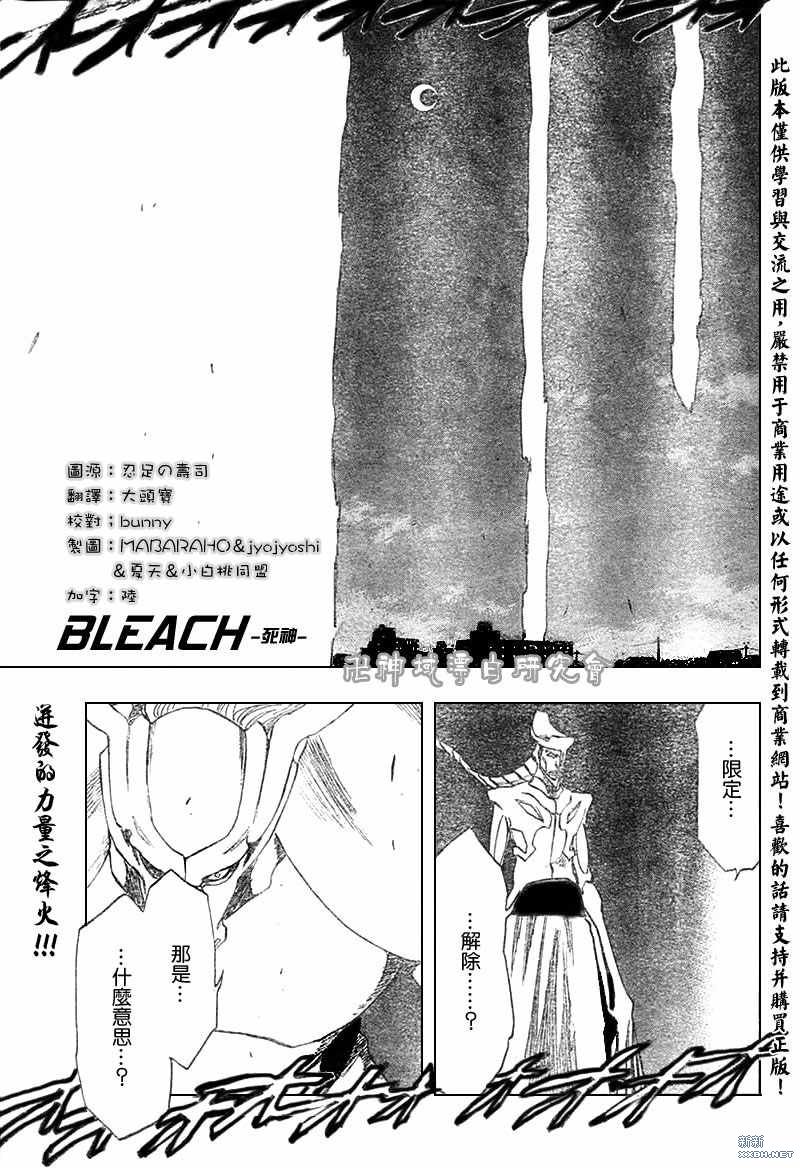 此版本僅供學習與交流之用,嚴禁用于商業用途或以任何形式轉載到商業網站!喜歡的話請支持并購買正版!
圖源:忍足の壽司
翻譯:大頭寶
校對;bunny
製圖:MABARAHO&jyojyoshi
&夏天&小白桃同盟
加字:陸
BLEACH-死神-
卍神域漂白研究會
…限定…
…解除……?
那是…
…什麼意思…?
迸發的力量之烽火!!!
新新
XXDH.NET